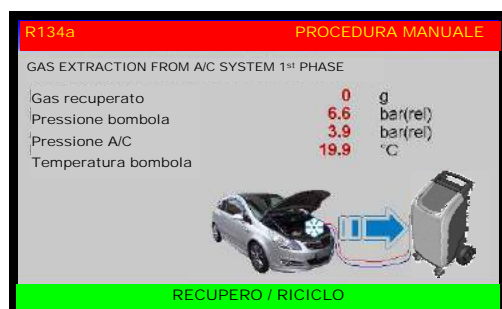 R134a PROCEDURA MANUALE
GAS EXTRACTION FROM A/C SYSTEM 1st PHASE
Gas recuperato 0 g
Pressione bombola 6.6 bar(rel)
Pressione A/C 3.9 bar(rel)
Temperatura bombola 19.9 °C
RECUPERO / RICICLO